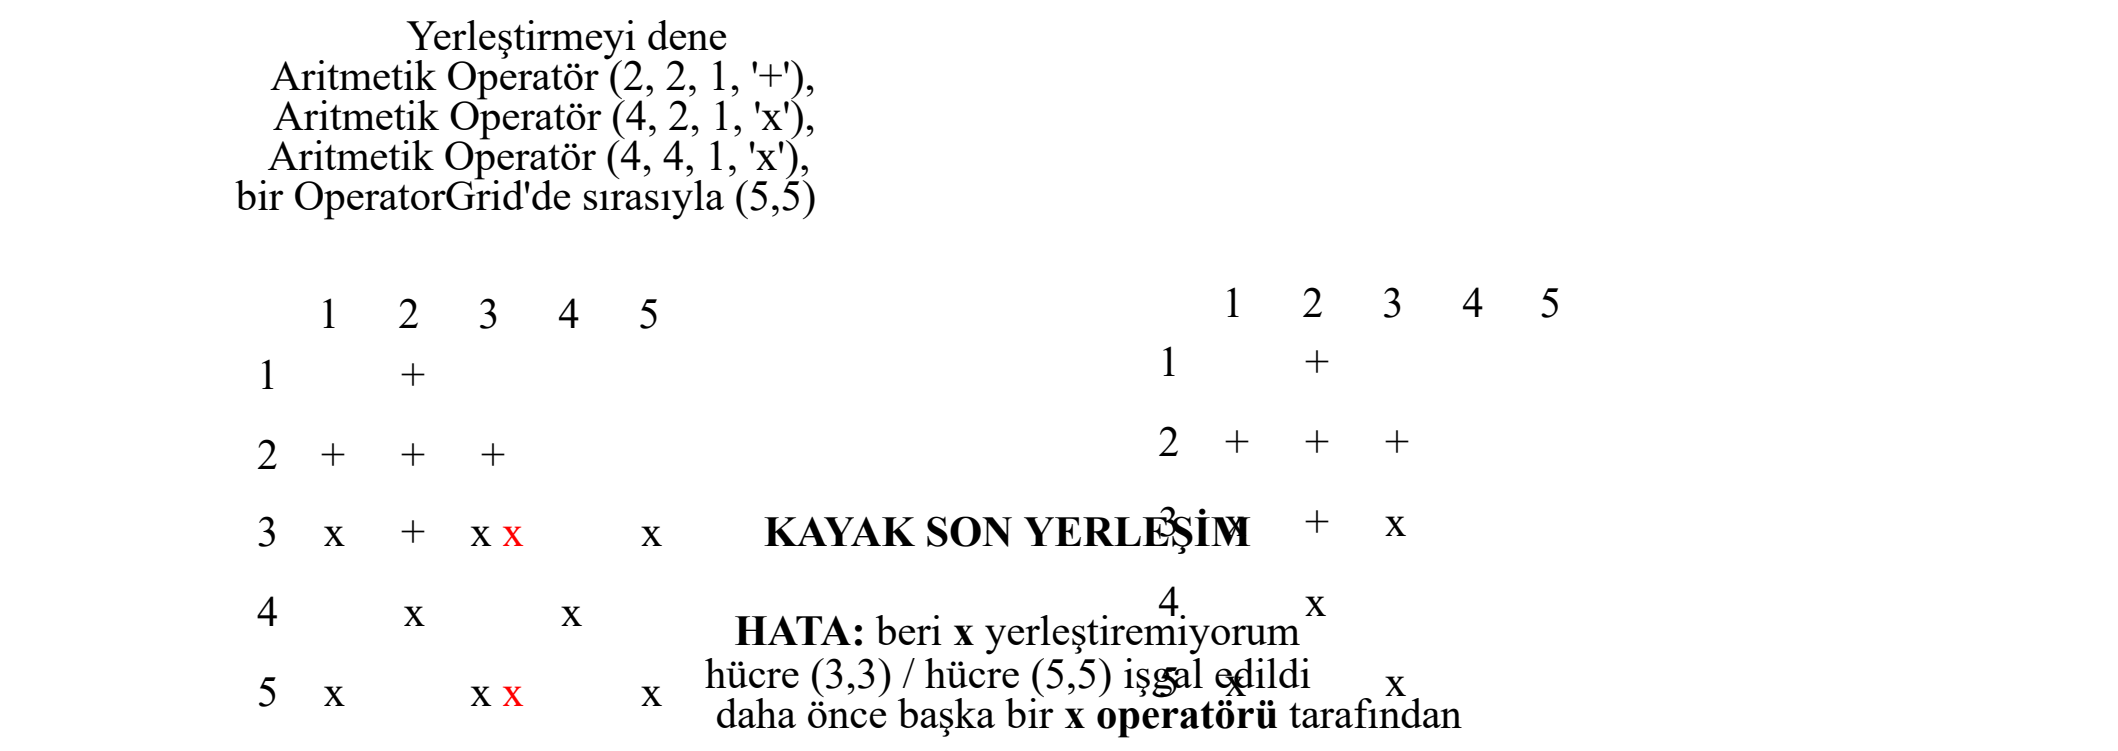 Yerleştirmeyi dene
Aritmetik Operatör (2, 2, 1, '+'),
Aritmetik Operatör (4, 2, 1, 'x'),
Aritmetik Operatör (4, 4, 1, 'x'),
bir OperatorGrid'de sırasıyla (5,5)
1 2 3 4 5
1 +
2 + + +
3 x + x x x
4 x x
5 x x x x
KAYAK SON YERLEŞİM
HATA: beri x yerleştiremiyorum
hücre (3,3) / hücre (5,5) işgal edildi
daha önce başka bir x operatörü tarafından
1 2 3 4 5
1 +
2 + + +
3 x + x
4 x
5 x x